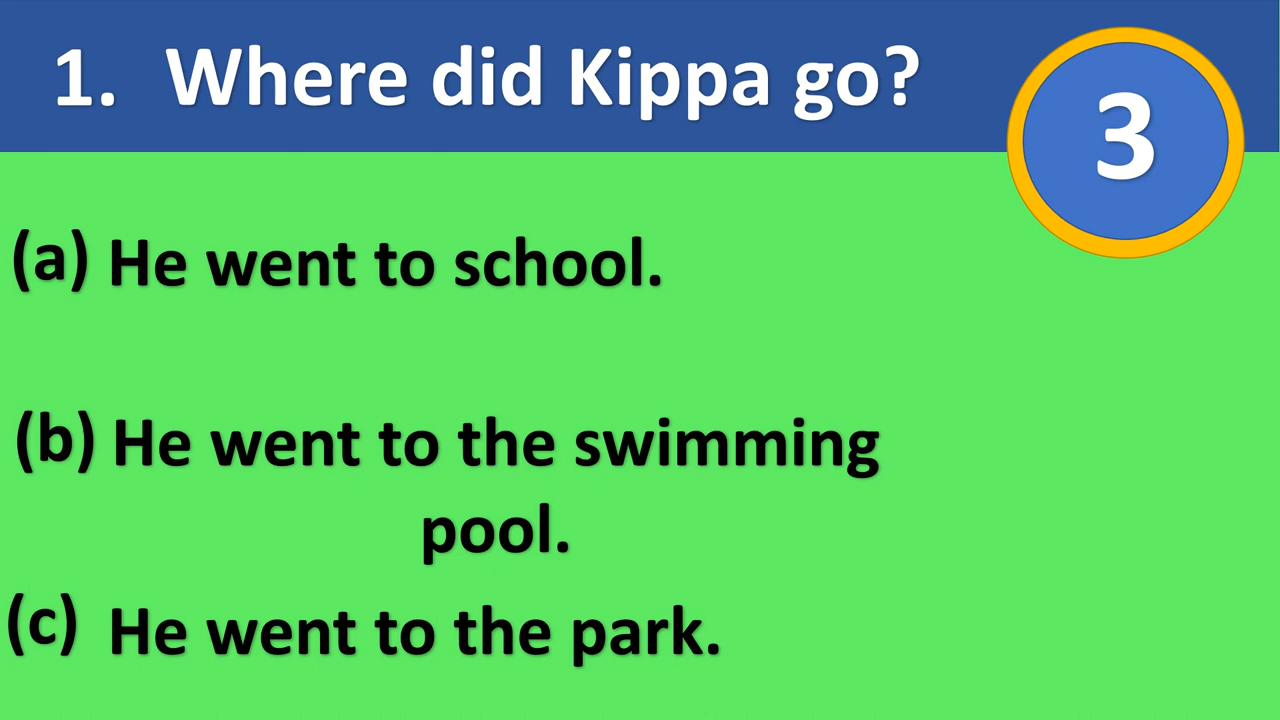 1. Where did Kippa go?
3
(a) He went to school.
(b) He went to the swimming
pool.
(c) He went to the park.